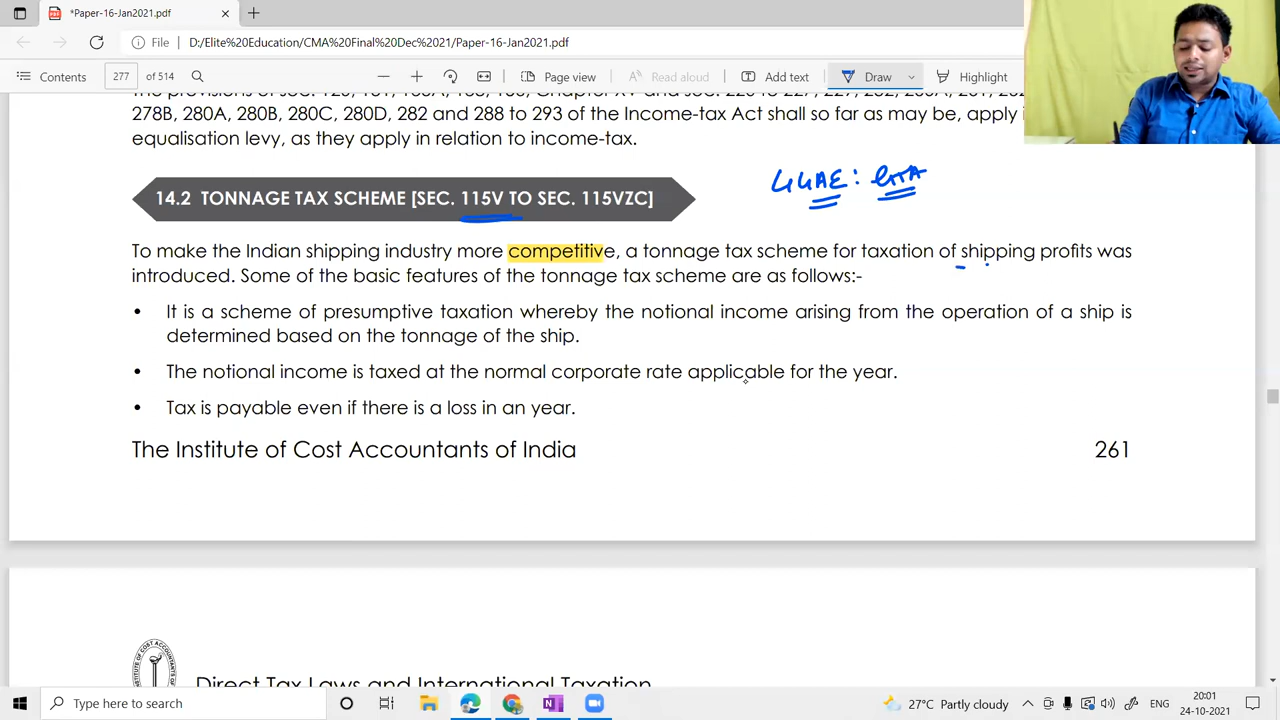 *Paper-16-Jan2021.pdf
File D:/Elite%20Education/CMA%20Final%20Dec%2021/Paper-16-Jan2021.pdf
Contents 277 of 514 Page view Read aloud Add text Draw Highlight
278B, 280A, 280B, 280C, 280D, 282 and 288 to 293 of the Income-tax Act shall so far as may be, apply
equalisation levy, as they apply in relation to income-tax.
44AE:
14.2 TONNAGE TAX SCHEME [SEC. 115V TO SEC. 115VZC]
To make the Indian shipping industry more competitive, a tonnage tax scheme for taxation of shipping profits was
introduced. Some of the basic features of the tonnage tax scheme are as follows:-
• It is a scheme of presumptive taxation whereby the notional income arising from the operation of a ship is
determined based on the tonnage of the ship.
• The notional income is taxed at the normal corporate rate applicable for the year.
• Tax is payable even if there is a loss in an year.
The Institute of Cost Accountants of India 261
Direct Tax Laws and International Taxation
Type here to search 27°C Partly cloudy ENG 20:01
24-10-2021